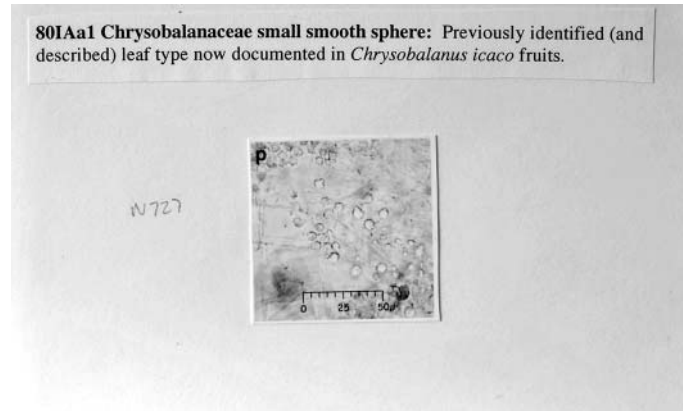 80IAa1 Chrysobalanaceae small smooth sphere: Previously identified (and
described) leaf type now documented in Chrysobalanus icaco fruits.
p
N727
0 25 50μ